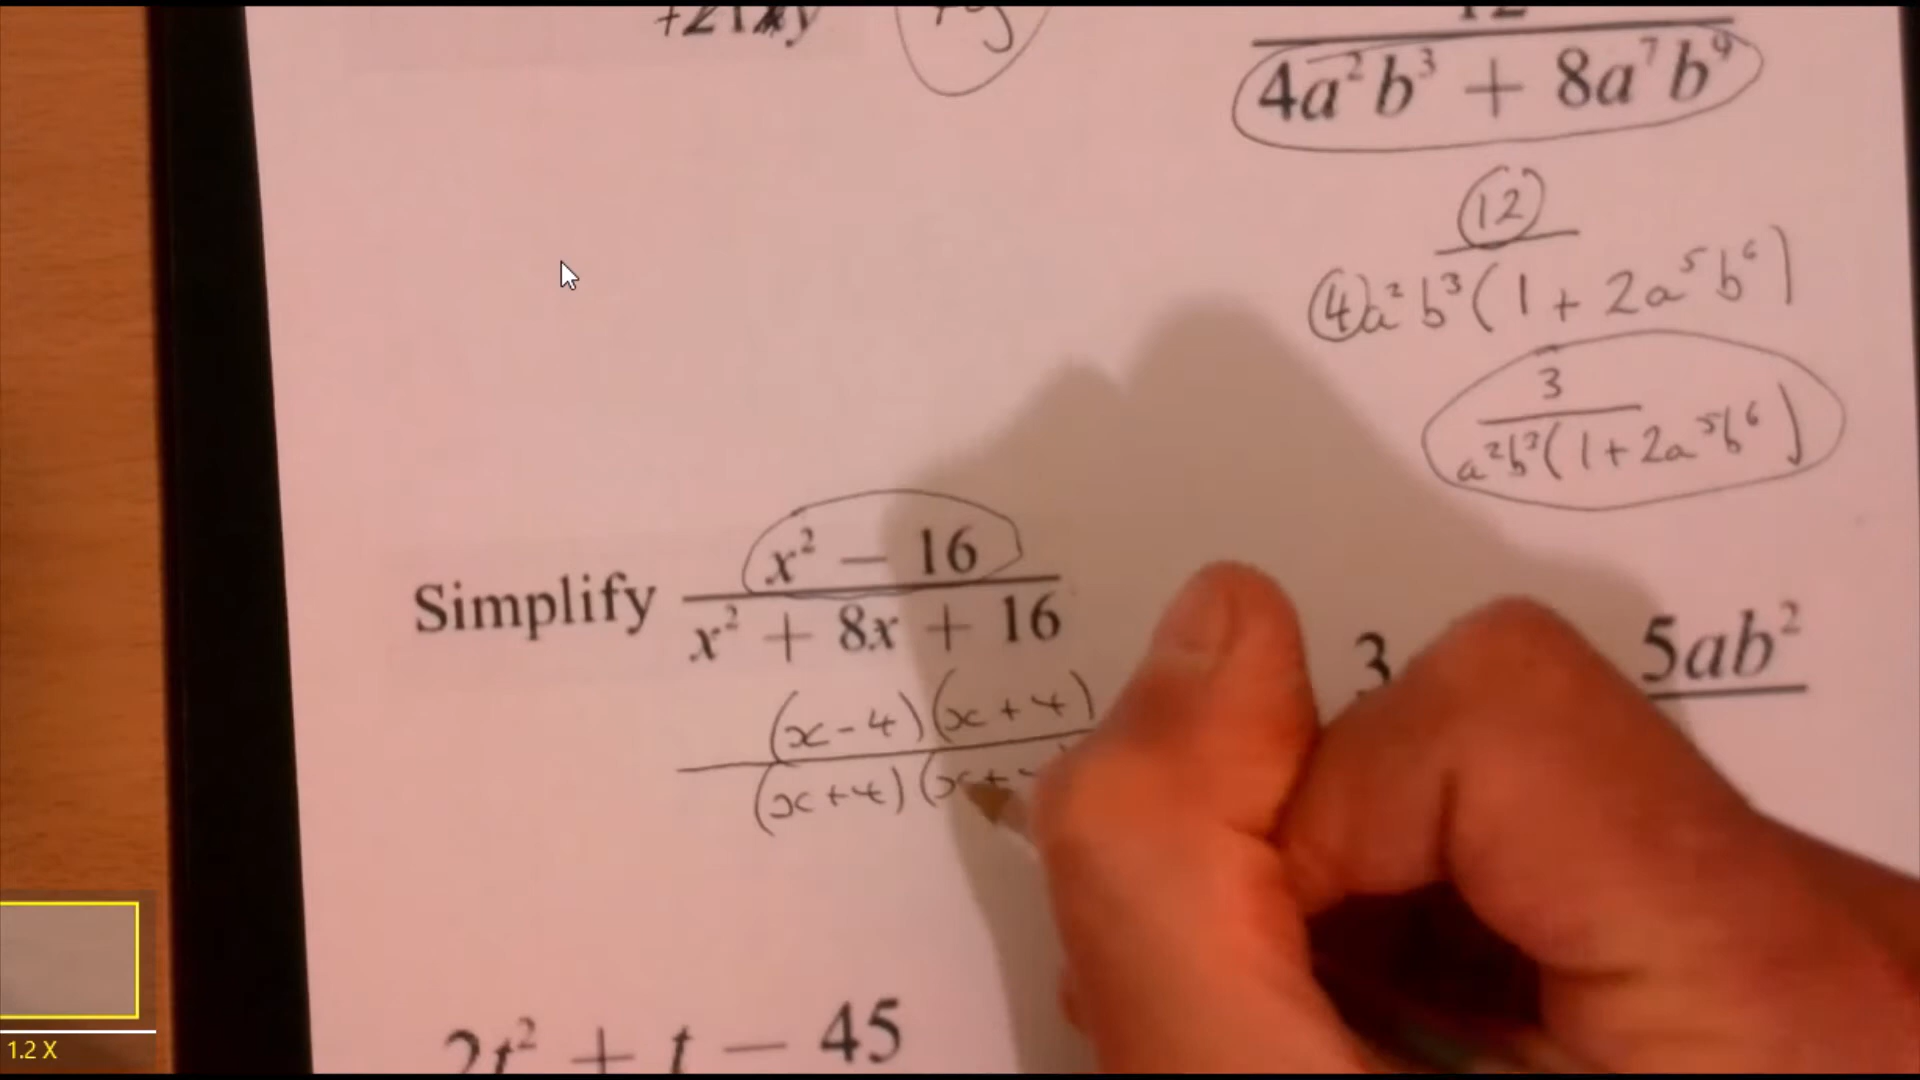 +y
4a²b³ + 8a⁷b⁹
12
4a²b³(1 + 2a⁵b⁶)
3
a²b³(1+2a⁵b⁶)
x² − 16
Simplify
x² + 8x + 16
(x-4)(x+4)
(x+4)(x+
3
5ab²
2t² + t − 45
1.2 X